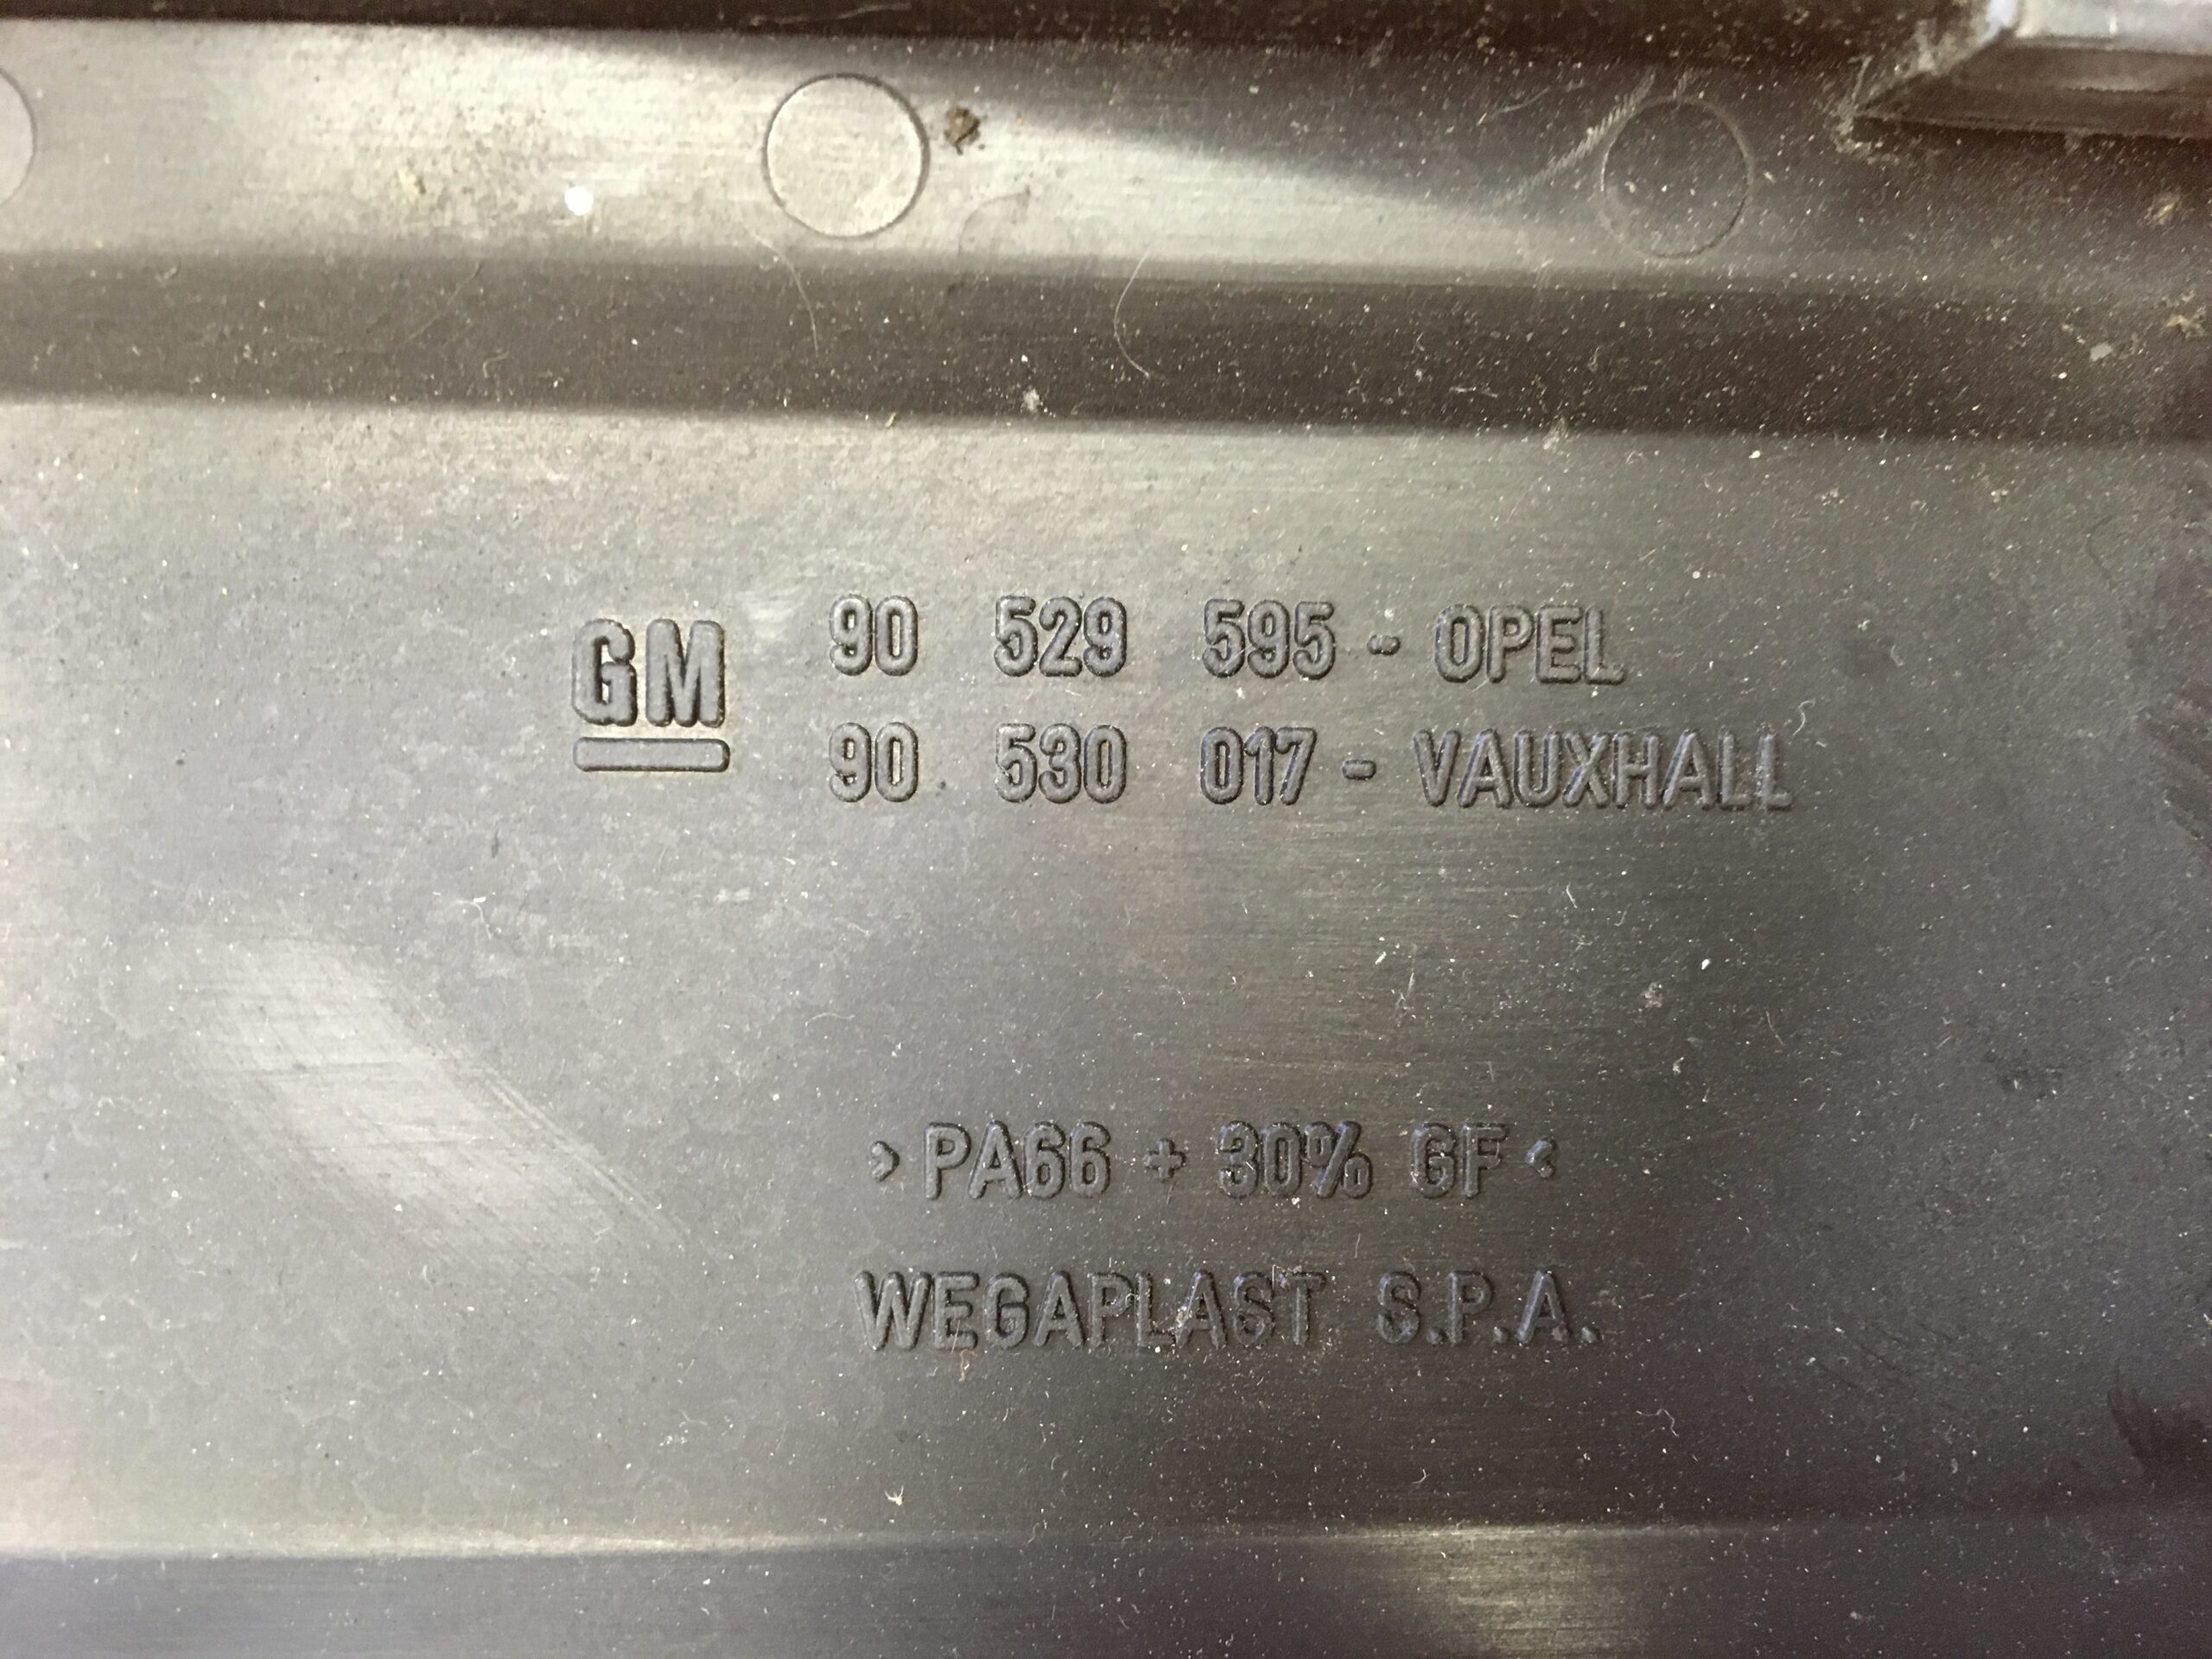 GM
90 529 595 - OPEL
90 530 017 - VAUXHALL
>PA66 + 30% GF<
WEGAPLAST S.P.A.